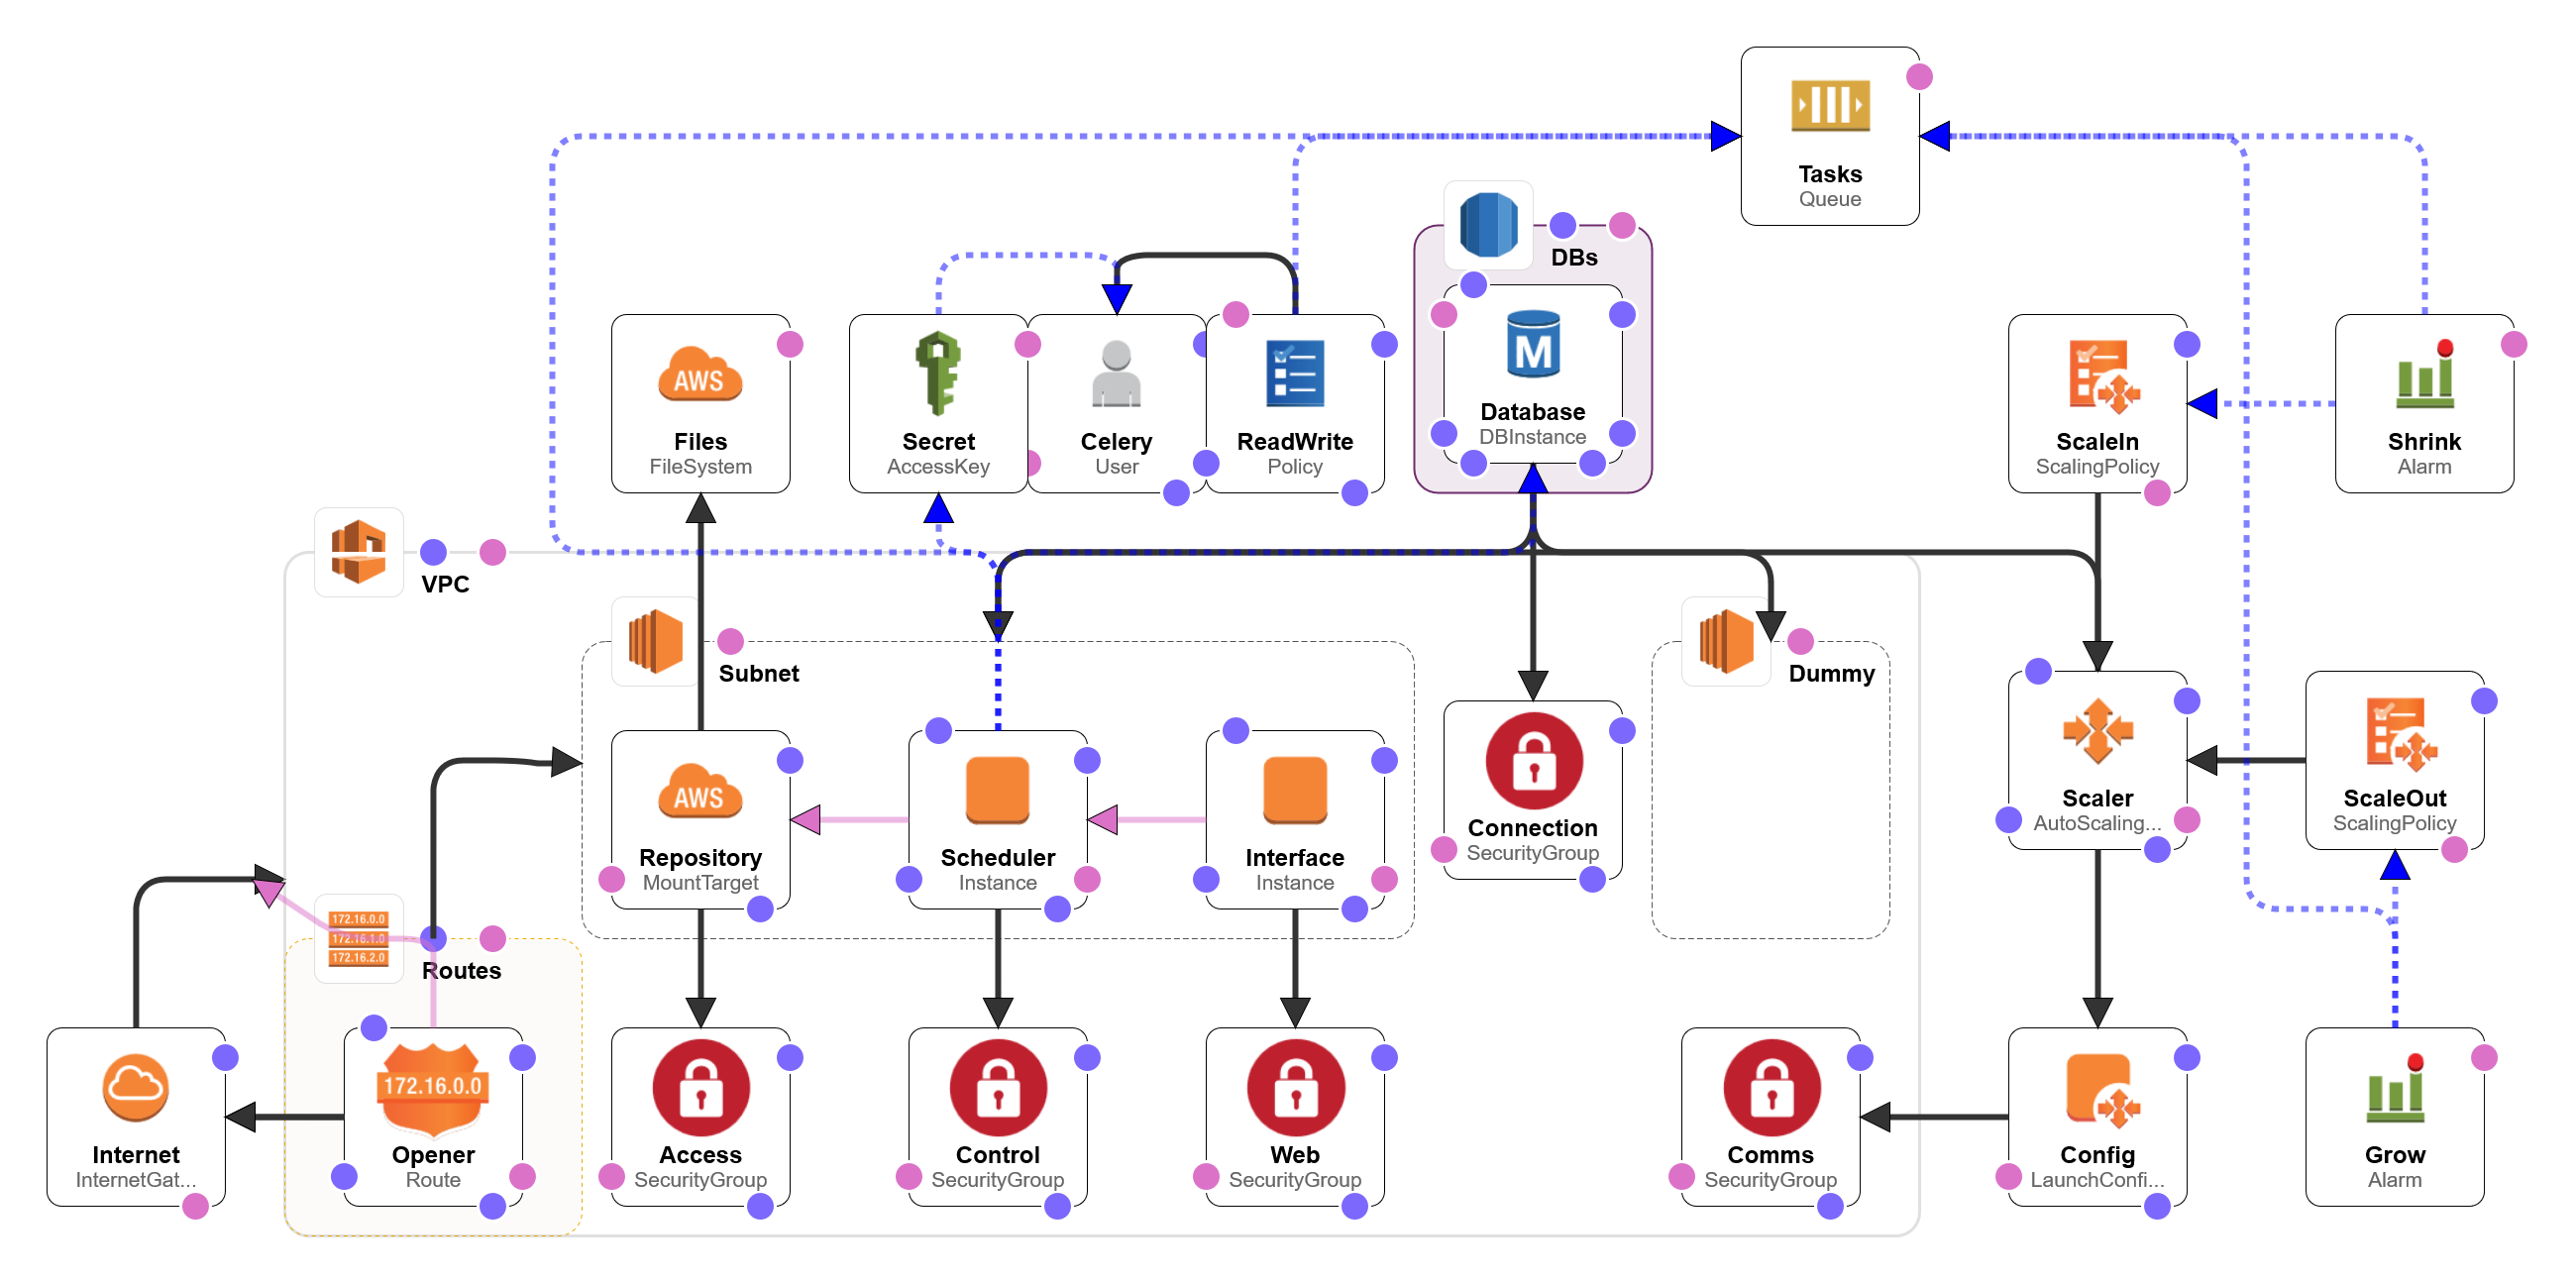 Tasks
Queue
DBs
M
Database
DBInstance
AWS
Files
FileSystem
Secret
AccessKey
Celery
User
ReadWrite
Policy
ScaleIn
ScalingPolicy
Shrink
Alarm
VPC
Subnet
Dummy
AWS
Repository
MountTarget
Scheduler
Instance
Interface
Instance
Connection
SecurityGroup
Scaler
AutoScaling...
ScaleOut
ScalingPolicy
172.16.0.0
172.16.1.0
172.16.2.0
Routes
Internet
InternetGat...
172.16.0.0
Opener
Route
Access
SecurityGroup
Control
SecurityGroup
Web
SecurityGroup
Comms
SecurityGroup
Config
LaunchConfi...
Grow
Alarm